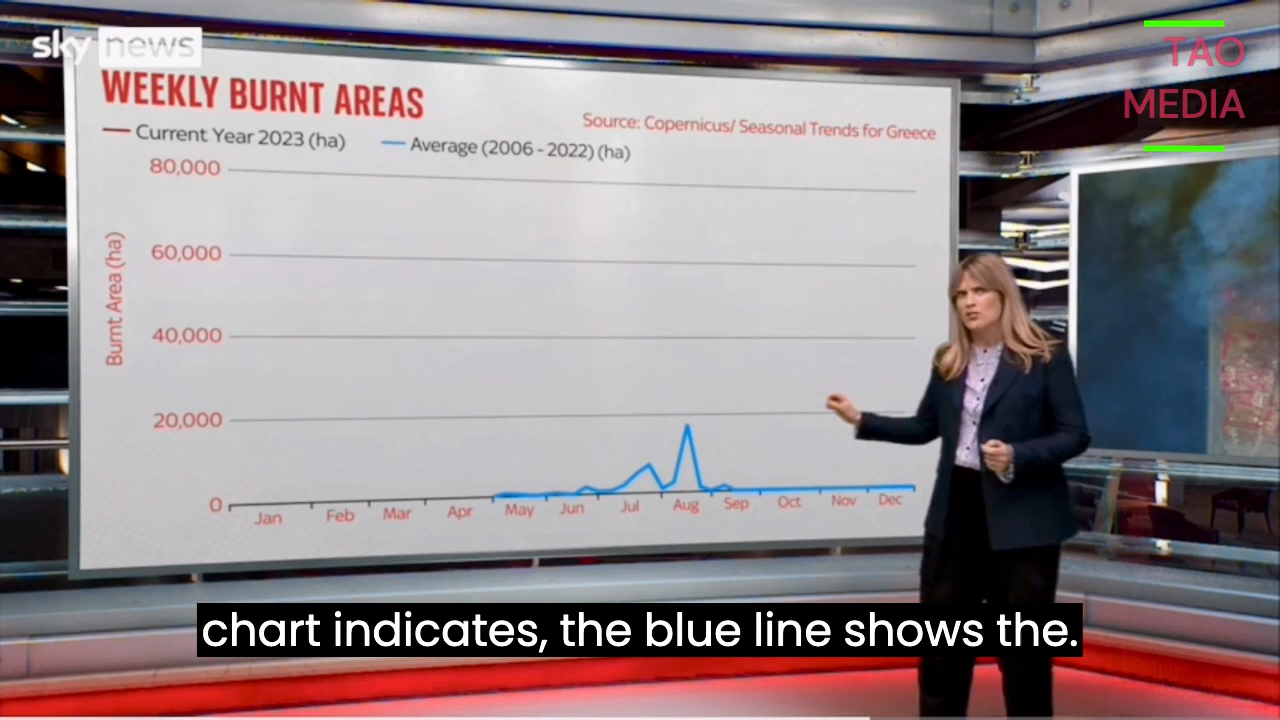 sky news
TAO
MEDIA
WEEKLY BURNT AREAS
Source: Copernicus/ Seasonal Trends for Greece
Current Year 2023 (ha)
Average (2006 - 2022) (ha)
Burnt Area (ha)
80,000
60,000
40,000
20,000
0
Jan Feb Mar Apr May Jun Jul Aug Sep Oct Nov Dec
chart indicates, the blue line shows the.